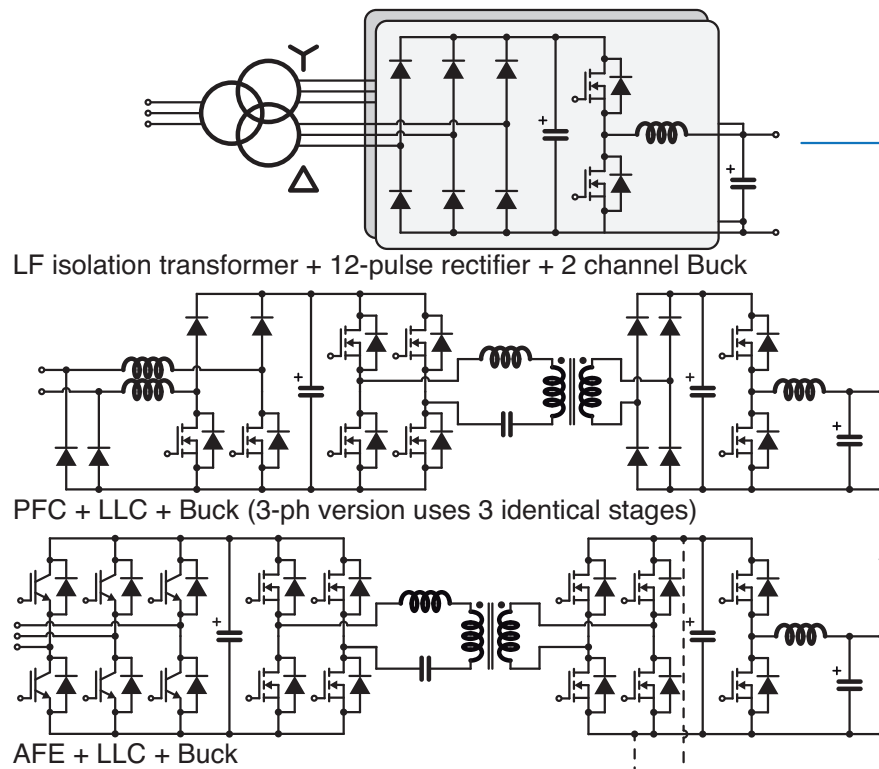 LF isolation transformer + 12-pulse rectifier + 2 channel Buck
PFC + LLC + Buck (3-ph version uses 3 identical stages)
AFE + LLC + Buck